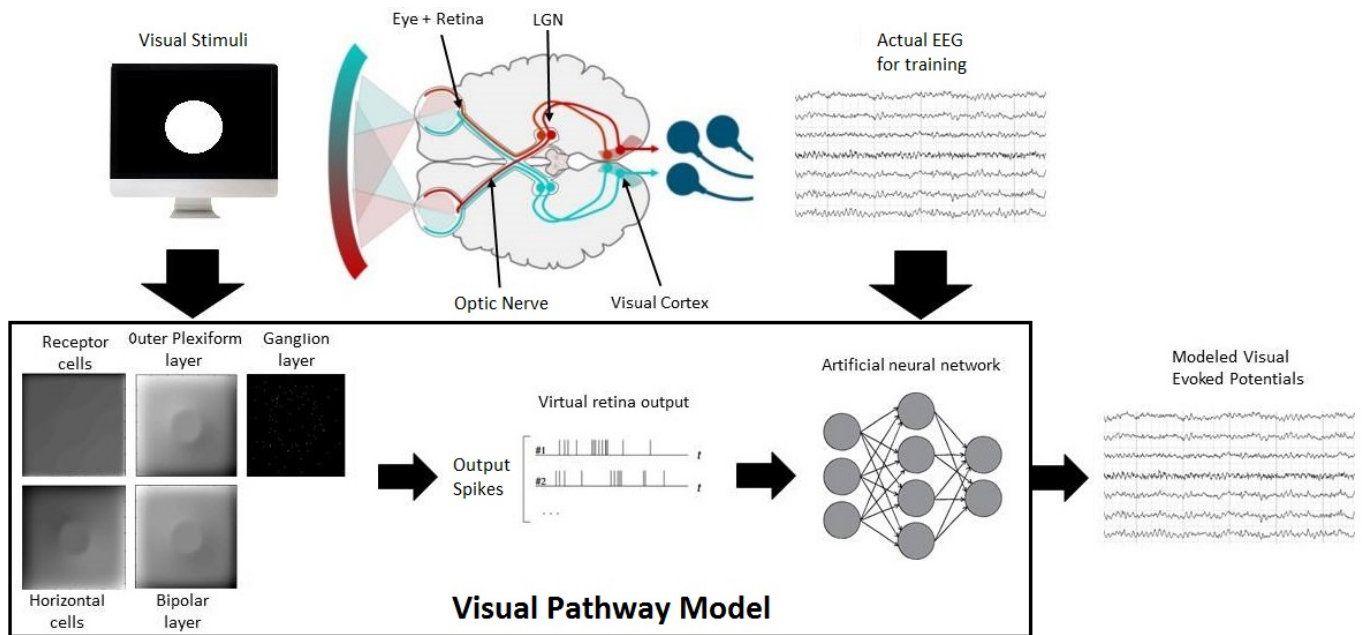 Visual Stimuli
Eye + Retina
LGN
Actual EEG
for training
Optic Nerve
Visual Cortex
Receptor
cells
Outer Plexiform
layer
Ganglion
layer
Horizontal
cells
Bipolar
layer
Output
Spikes
Virtual retina output
#1
t
#2
t
. . .
Artificial neural network
Visual Pathway Model
Modeled Visual
Evoked Potentials